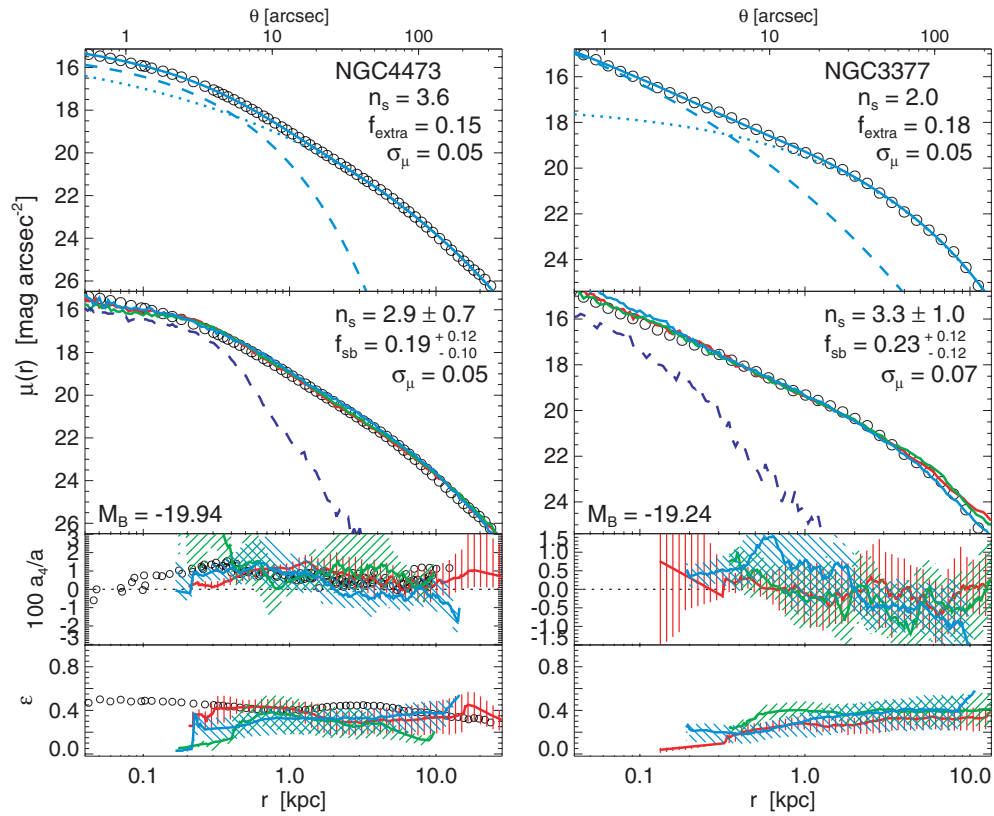 θ [arcsec]
1 10 100
NGC4473
n_s = 3.6
f_extra = 0.15
σ_μ = 0.05
16
18
20
22
24
26
n_s = 2.9 ± 0.7
f_sb = 0.19 + 0.12 - 0.10
σ_μ = 0.05
M_B = -19.94
16
18
20
22
24
26
μ(r) [mag arcsec⁻²]
3
2
1
0
-1
-2
-3
100 a₄/a
0.8
0.4
0.0
ε
0.1 1.0 10.0
r [kpc]
θ [arcsec]
1 10 100
NGC3377
n_s = 2.0
f_extra = 0.18
σ_μ = 0.05
16
18
20
22
24
26
n_s = 3.3 ± 1.0
f_sb = 0.23 + 0.12 - 0.12
σ_μ = 0.07
M_B = -19.24
16
18
20
22
24
1.5
0.5
0.0
-0.5
-1.5
0.8
0.4
0.0
0.1 1.0 10.0
r [kpc]